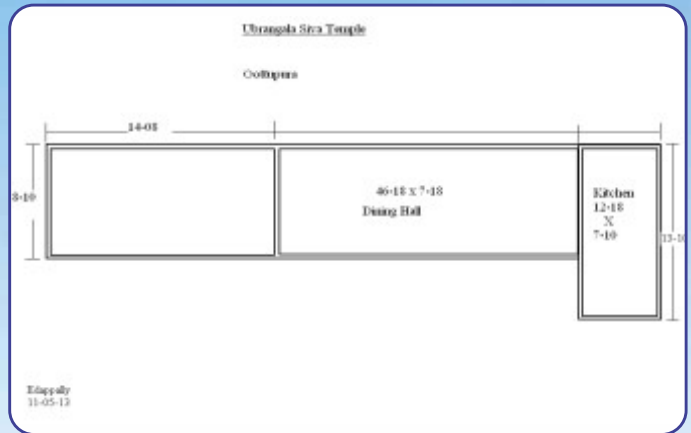 Ubrangala Siva Temple
Oottupura
14-08
8-10
46-18 x 7-18
Dining Hall
Kitchen
12-18
X
7-10
13-10
Edappally
11-05-13